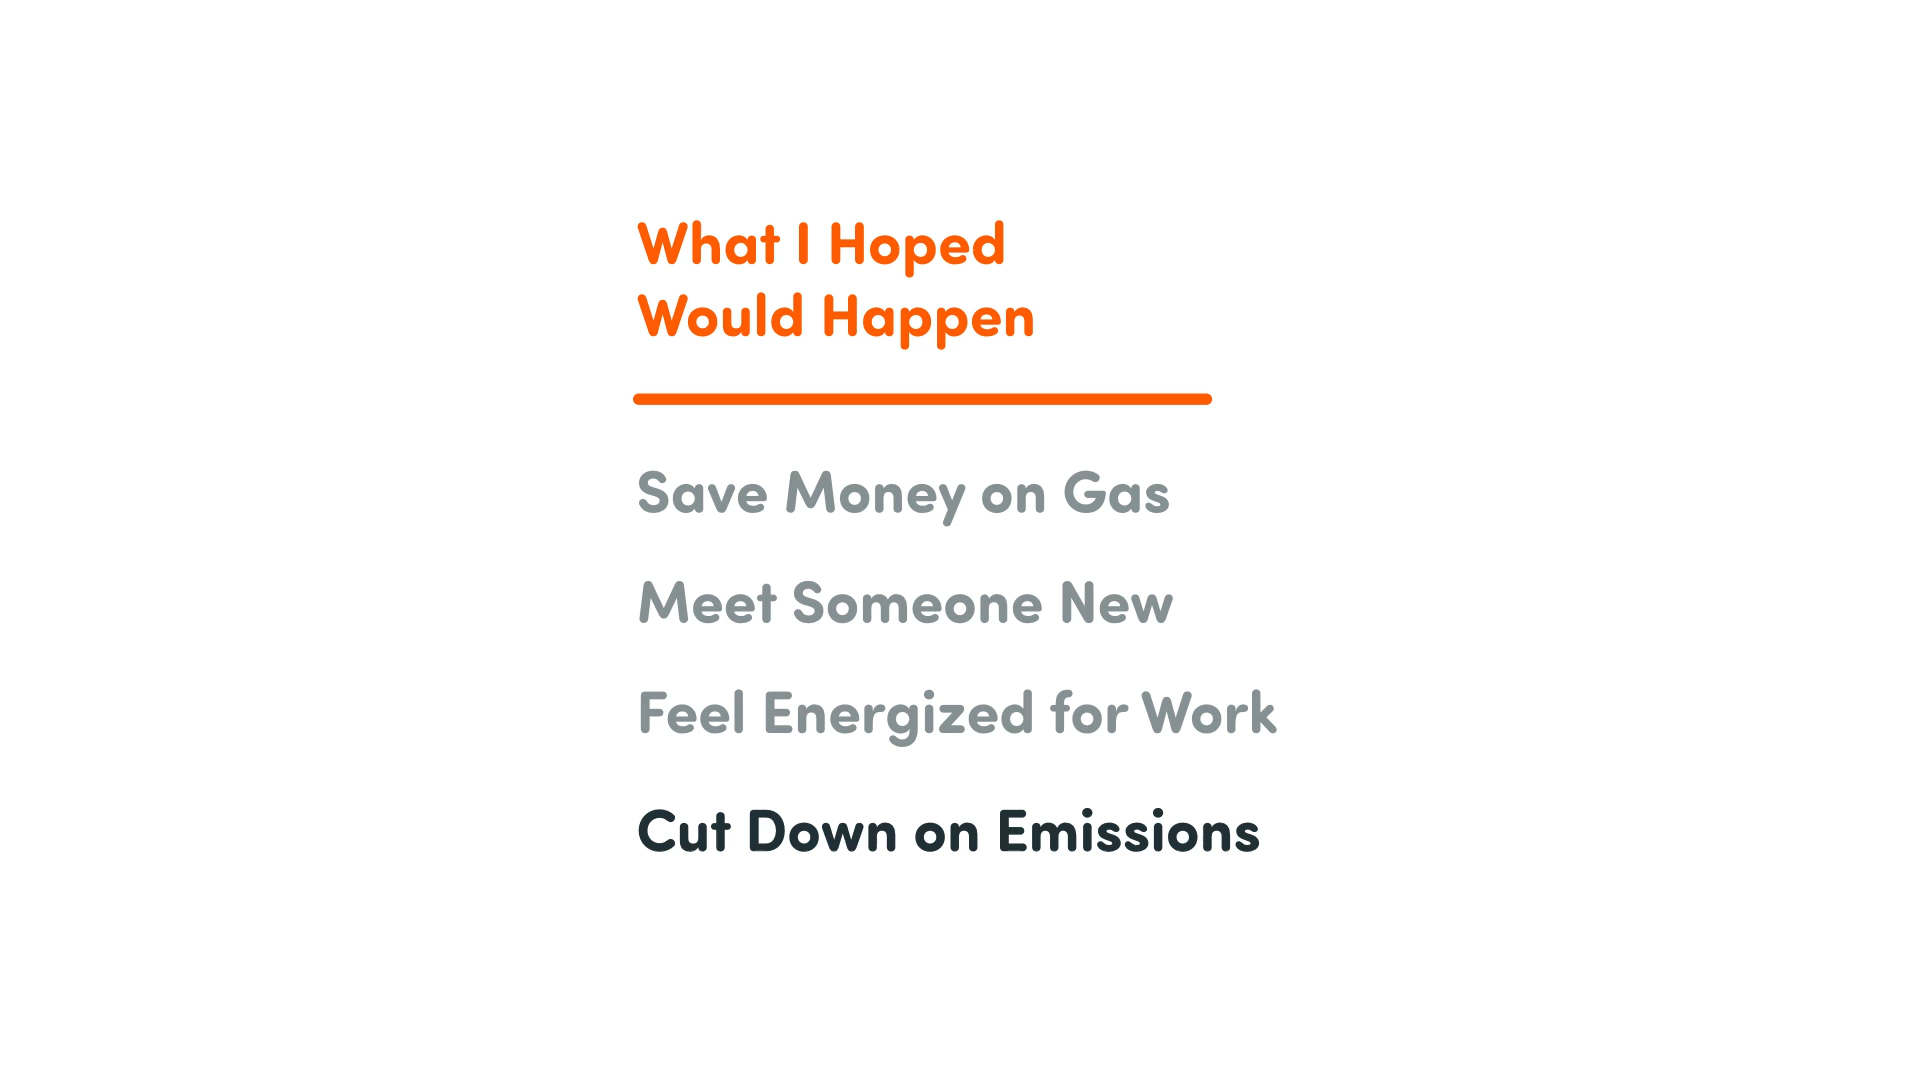 What I Hoped
Would Happen
Save Money on Gas
Meet Someone New
Feel Energized for Work
Cut Down on Emissions